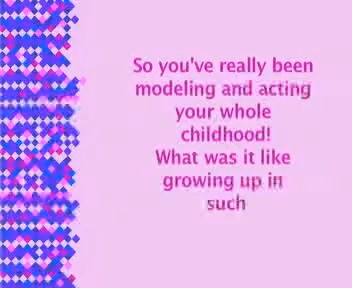 So you've really been
modeling and acting
your whole
childhood!
What was it like
growing up in
such